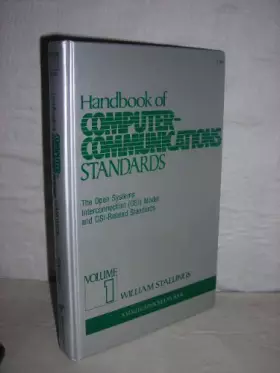 Handbook of
COMPUTER-
COMMUNICATIONS
STANDARDS
The Open Systems
Interconnection (OSI) Model
and OSI-Related Standards
VOLUME
1
WILLIAM STALLINGS